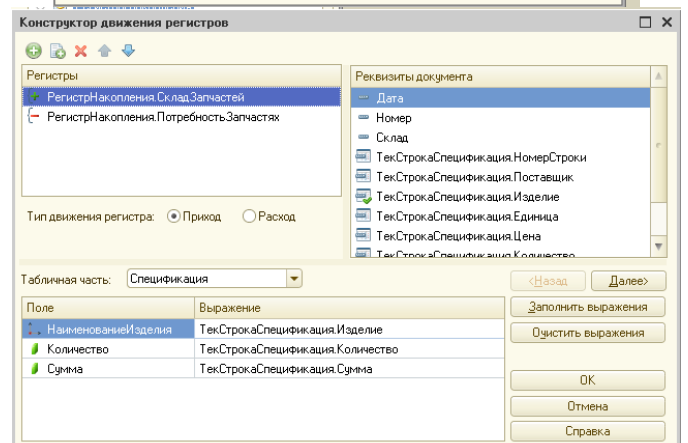 Конструктор движения регистров
Регистры
РегистрНакопления.СкладЗапчастей
РегистрНакопления.ПотребностьЗапчастях
Тип движения регистра:
Приход
Расход
Реквизиты документа
Дата
Номер
Склад
ТекСтрокаСпецификация.НомерСтроки
ТекСтрокаСпецификация.Поставщик
ТекСтрокаСпецификация.Изделие
ТекСтрокаСпецификация.Единица
ТекСтрокаСпецификация.Цена
ТекСтрокаСпецификация.Количество
Табличная часть: Спецификация
<Назад Далее>
Поле Выражение
НаименованиеИзделия ТекСтрокаСпецификация.Изделие
Количество ТекСтрокаСпецификация.Количество
Сумма ТекСтрокаСпецификация.Сумма
Заполнить выражения
Очистить выражения
OK
Отмена
Справка